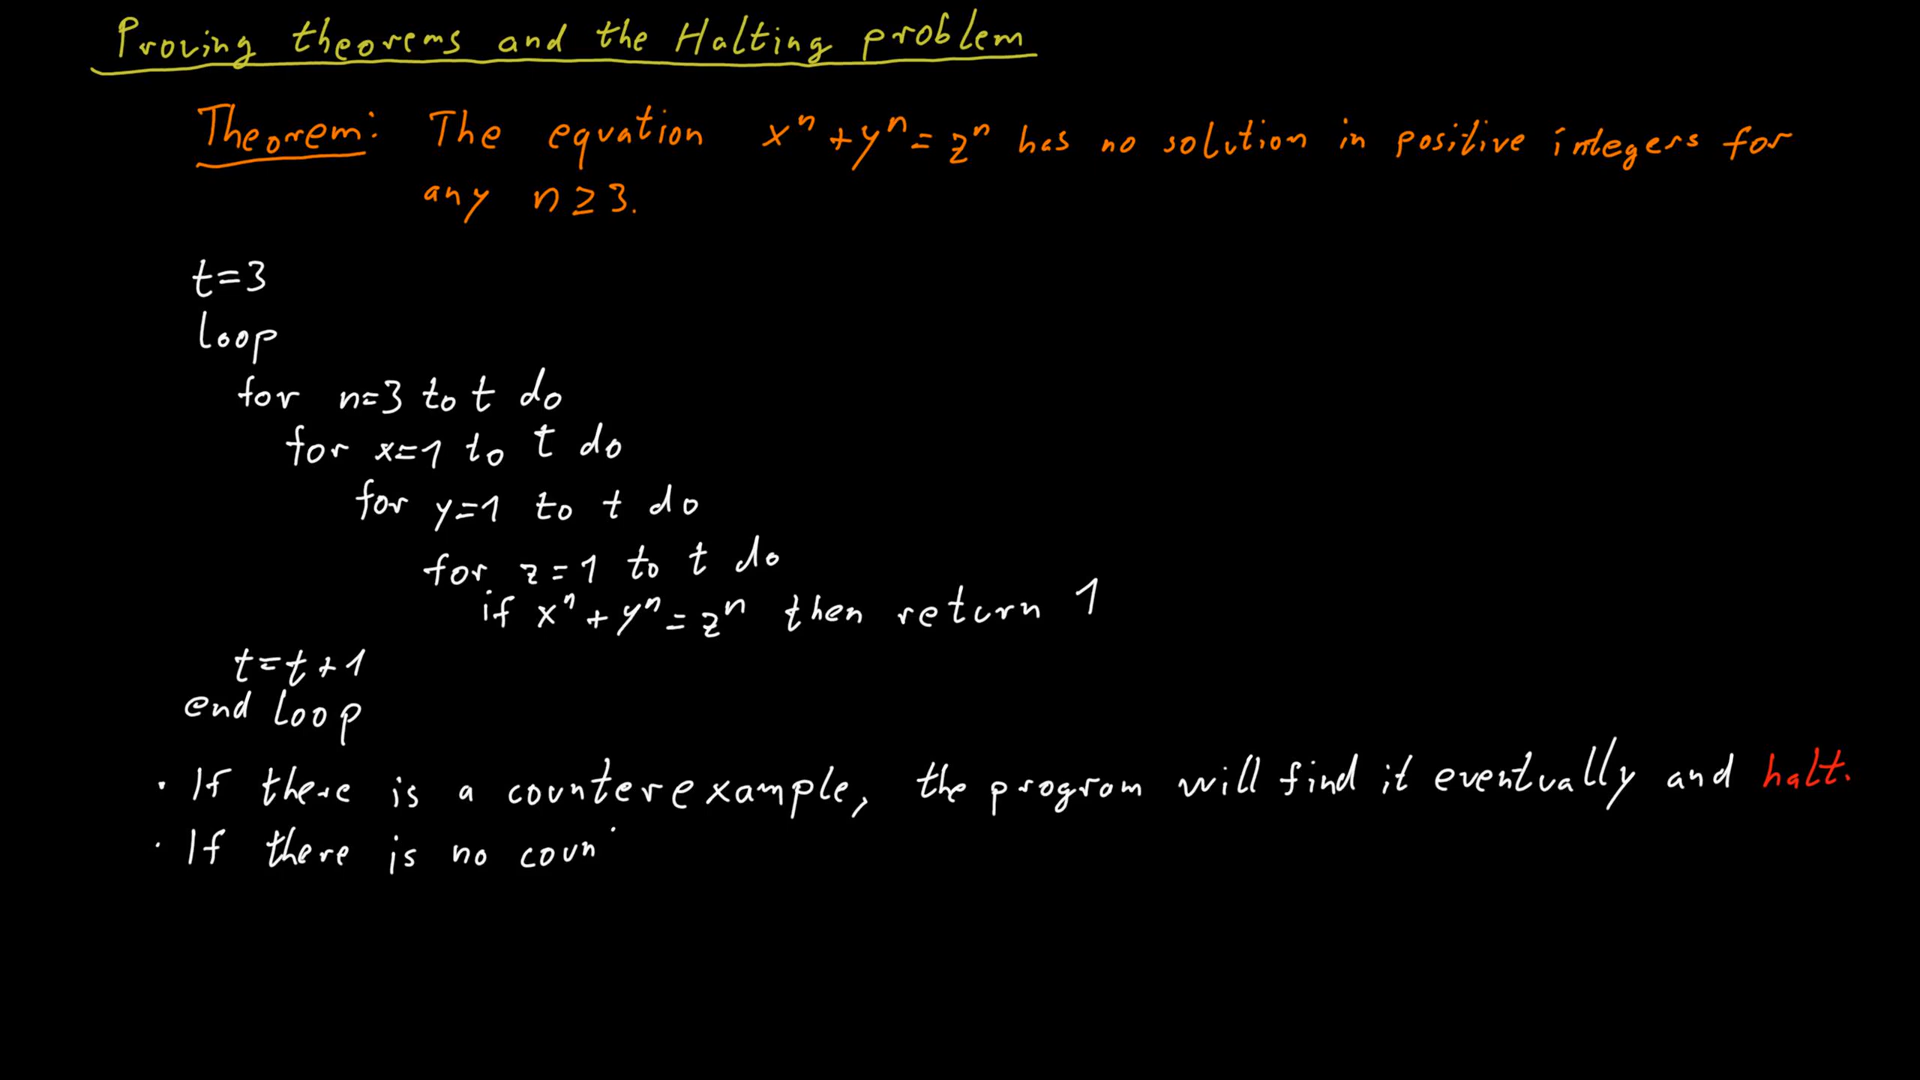 Proving theorems and the Halting problem
Theorem: The equation xⁿ + yⁿ = zⁿ has no solution in positive integers for
any n ≥ 3.
t=3
loop
for n=3 to t do
for x=1 to t do
for y=1 to t do
for z=1 to t do
if xⁿ + yⁿ = zⁿ then return 1
t=t+1
end loop
· If there is a counterexample, the program will find it eventually and halt.
· If there is no coun